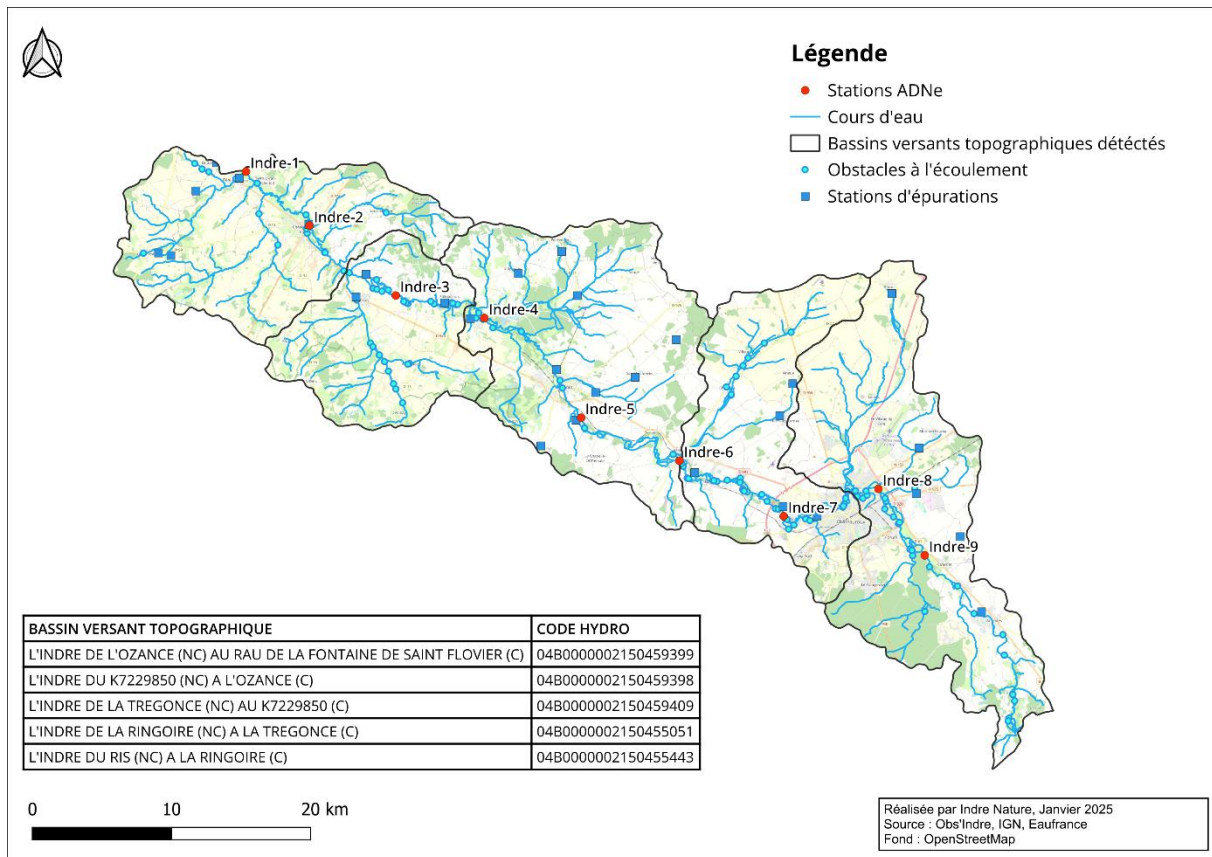 Légende
Stations ADNe
Cours d'eau
Bassins versants topographiques détéctés
Obstacles à l'écoulement
Stations d'épurations
Indre-1
Indre-2
Indre-3
Indre-4
Indre-5
Indre-6
Indre-7
Indre-8
Indre-9
BASSIN VERSANT TOPOGRAPHIQUE CODE HYDRO
L'INDRE DE L'OZANCE (NC) AU RAU DE LA FONTAINE DE SAINT FLOVIER (C) 04B0000002150459399
L'INDRE DU K7229850 (NC) A L'OZANCE (C) 04B0000002150459398
L'INDRE DE LA TREGONCE (NC) AU K7229850 (C) 04B0000002150459409
L'INDRE DE LA RINGOIRE (NC) A LA TREGONCE (C) 04B0000002150455051
L'INDRE DU RIS (NC) A LA RINGOIRE (C) 04B0000002150455443
0 10 20 km
Réalisée par Indre Nature, Janvier 2025
Source : Obs'Indre, IGN, Eaufrance
Fond : OpenStreetMap